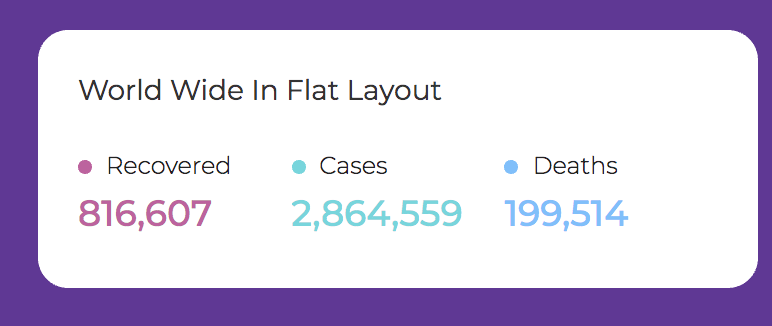 World Wide In Flat Layout
Recovered Cases Deaths
816,607 2,864,559 199,514